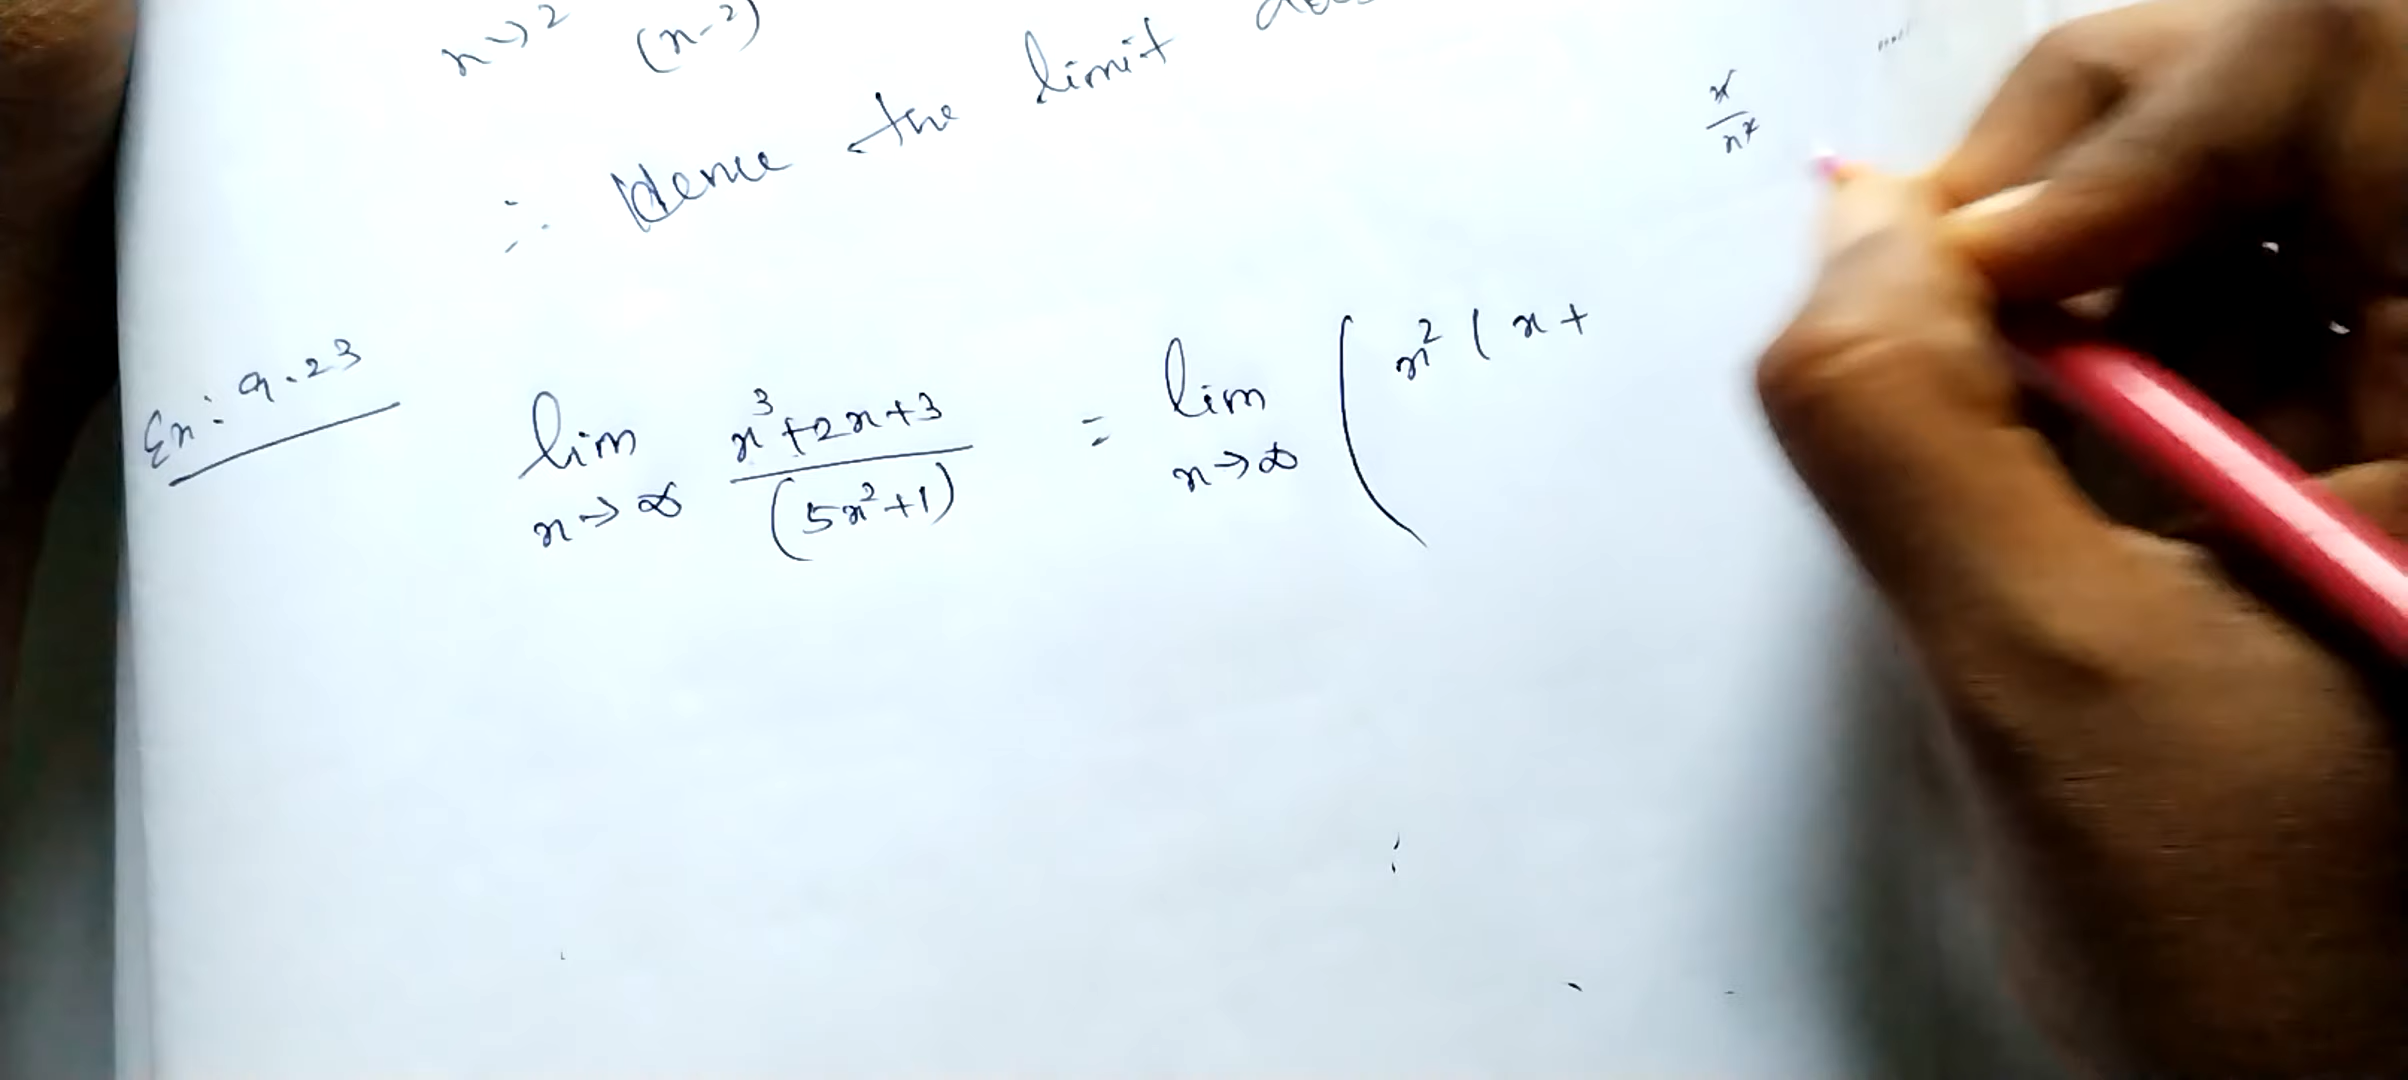 x→2 (x-2)
∴ Hence the limit
x
x²
Ex: 9.23
lim x³+2x+3 = lim ( x² ( x +
x→∞ (5x²+1) x→∞